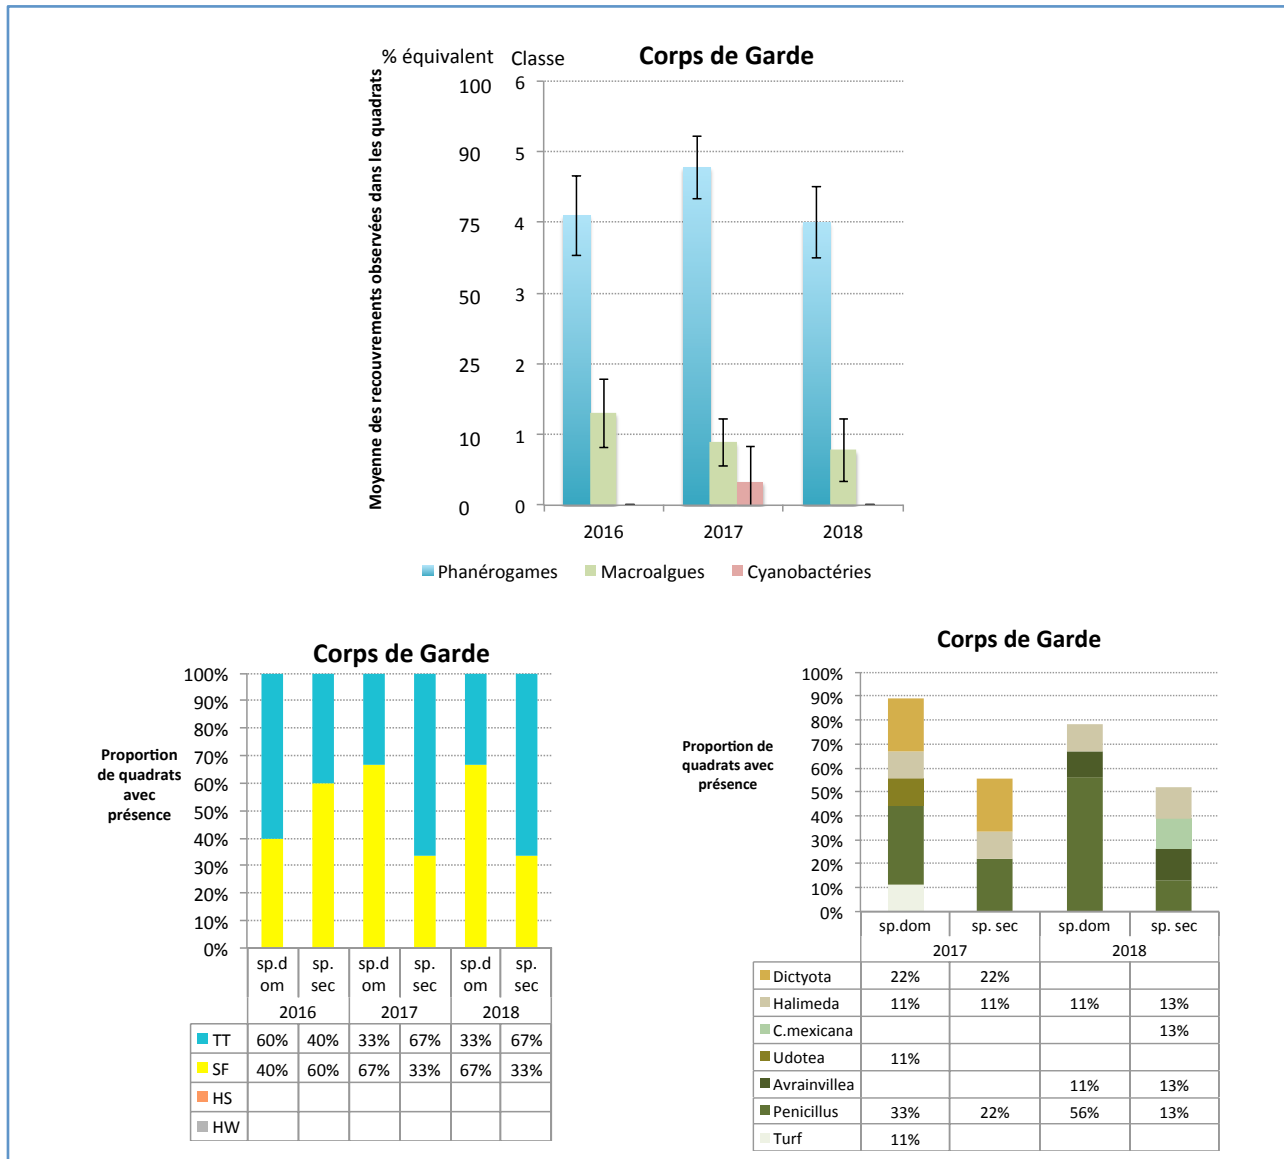 % équivalent Classe Corps de Garde
Moyenne des recouvrements observées dans les quadrats
100 6
90 5
75 4
50 3
25 2
10 1
0 0
2016 2017 2018
Phanérogames Macroalgues Cyanobactéries
Corps de Garde
Proportion
de quadrats
avec
présence
100%
90%
80%
70%
60%
50%
40%
30%
20%
10%
0%
sp.d sp. sp.d sp. sp.d sp.
om sec om sec om sec
2016 2017 2018
TT 60% 40% 33% 67% 33% 67%
SF 40% 60% 67% 33% 67% 33%
HS
HW
Corps de Garde
Proportion de
quadrats avec
présence
100%
90%
80%
70%
60%
50%
40%
30%
20%
10%
0%
sp.dom sp. sec sp.dom sp. sec
2017 2018
Dictyota 22% 22%
Halimeda 11% 11% 11% 13%
C.mexicana 13%
Udotea 11%
Avrainvillea 11% 13%
Penicillus 33% 22% 56% 13%
Turf 11%